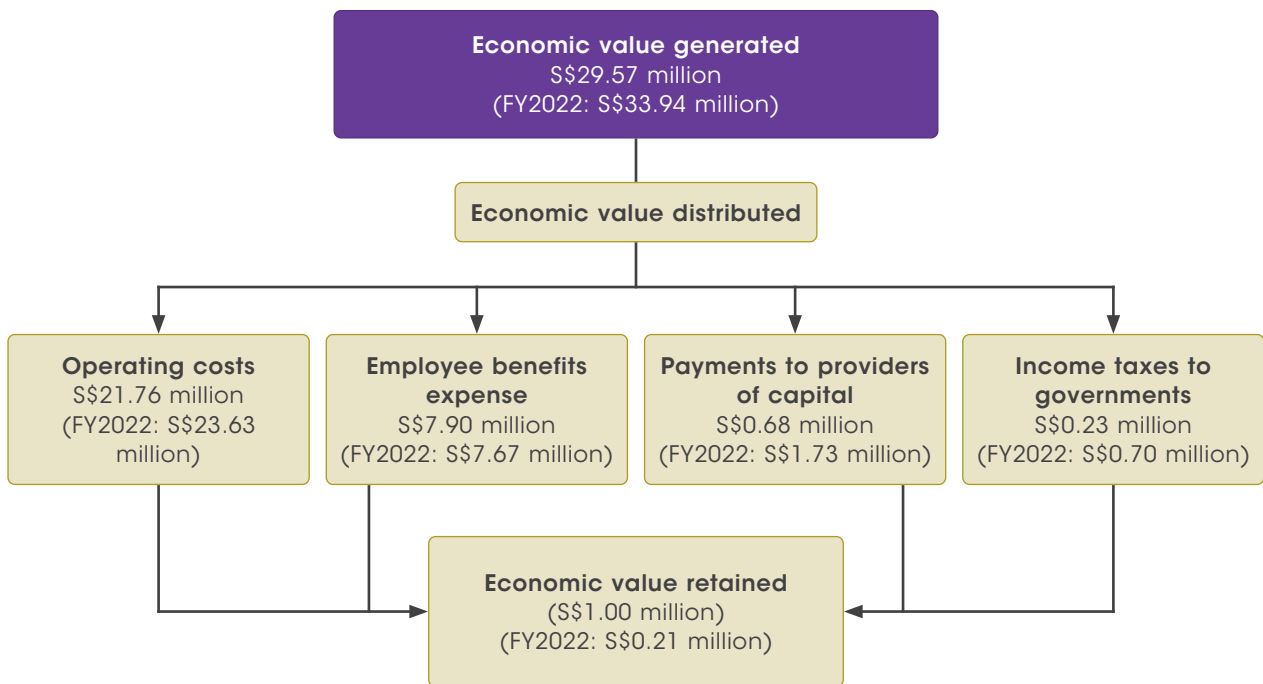 Economic value generated
S$29.57 million
(FY2022: S$33.94 million)
Economic value distributed
Operating costs
S$21.76 million
(FY2022: S$23.63
million)
Employee benefits
expense
S$7.90 million
(FY2022: S$7.67 million)
Payments to providers
of capital
S$0.68 million
(FY2022: S$1.73 million)
Income taxes to
governments
S$0.23 million
(FY2022: S$0.70 million)
Economic value retained
(S$1.00 million)
(FY2022: S$0.21 million)